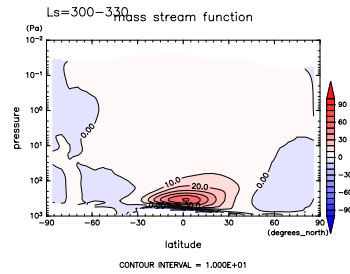 Ls=300-330
mass stream function
(Pa)
10-2
10-1
100
101
102
103
pressure
0.00
0.00
0.00
10.0
20.0
-90 -60 -30 0 30 60 90
(degrees_north)
latitude
90
60
30
0
-30
-60
-90
CONTOUR INTERVAL = 1.000E+01